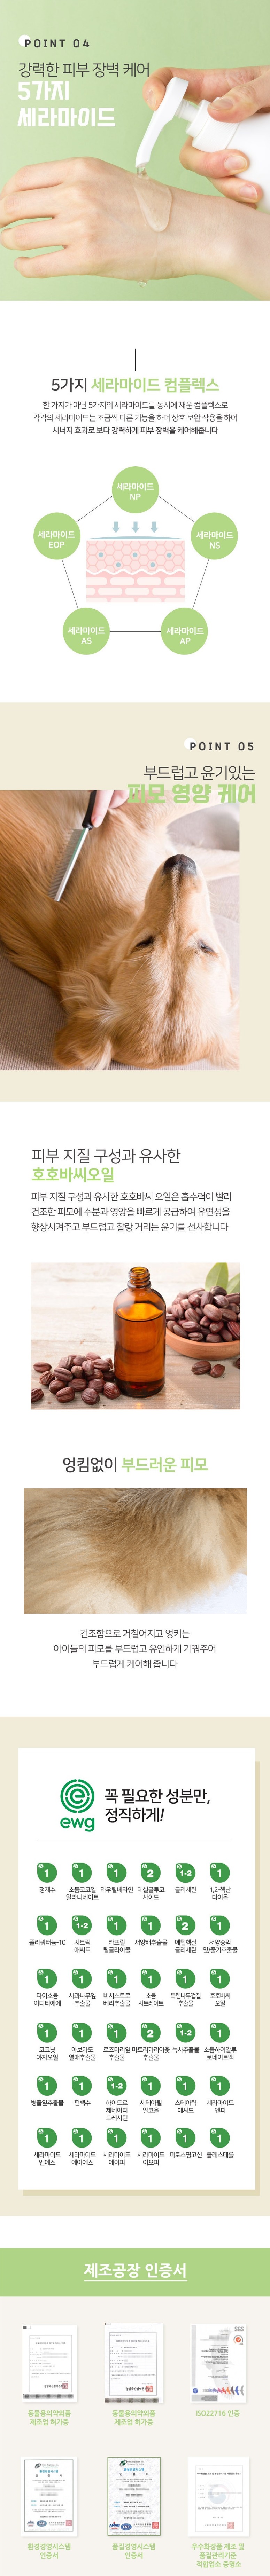 POINT 04
강력한 피부 장벽 케어
5가지
세라마이드
5가지 세라마이드 컴플렉스
한 가지가 아닌 5가지의 세라마이드를 동시에 채운 컴플렉스로
각각의 세라마이드는 조금씩 다른 기능을 하며 상호 보완 작용을 하여
시너지 효과로 보다 강력하게 피부 장벽을 케어해줍니다
세라마이드
NP
세라마이드
EOP
세라마이드
NS
세라마이드
AS
세라마이드
AP
POINT 05
부드럽고 윤기있는
피모 영양 케어
피부 지질 구성과 유사한
호호바씨오일
피부 지질 구성과 유사한 호호바씨 오일은 흡수력이 빨라
건조한 피모에 수분과 영양을 빠르게 공급하여 유연성을
향상시켜주고 부드럽고 찰랑 거리는 윤기를 선사합니다
엉킴없이 부드러운 피모
건조함으로 거칠어지고 엉키는
아이들의 피모를 부드럽고 유연하게 가꿔주어
부드럽게 케어해 줍니다
ewg
꼭 필요한 성분만,
정직하게!
1 1 1 2 1-2 1
정제수 소듐코코일 라우릴베타인 데실글루코 글리세린 1,2-헥산
알라니네이트 사이드 다이올
1 1-2 1 1 2 1
폴리쿼터늄-10 시트릭 카프릴 서양배추출물 에틸헥실 서양송악
애씨드 릴글라이콜 글리세린 잎/줄기추출물
1 1 1 1 1 1
다이소듐 사과나무잎 비치스트로 소듐 목련나무껍질 호호바씨
이디티에이 추출물 베리추출물 시트레이트 추출물 오일
1 1 1 2 1-2 1
코코넛 아보카도 로즈마리잎 마트리카리아꽃 녹차추출물 소듐하이알루
야자오일 열매추출물 추출물 추출물 로네이트액
1 1 1-2 1 1 1
병풀잎추출물 판벡수 하이드로 세테아릴 스테아릭 세라마이드
제네이티 알코올 애씨드 엔피
드레시틴
1 1 1 1 1 1
세라마이드 세라마이드 세라마이드 세라마이드 피토스핑고신 콜레스테롤
엔에스 에이에스 에이피 이오피
제조공장 인증서
동물용의약외품 동물용의약외품 ISO22716 인증
제조업 허가증 제조업 허가증
환경경영시스템 품질경영시스템 우수화장품 제조 및
인증서 인증서 품질관리기준
적합업소 증명소